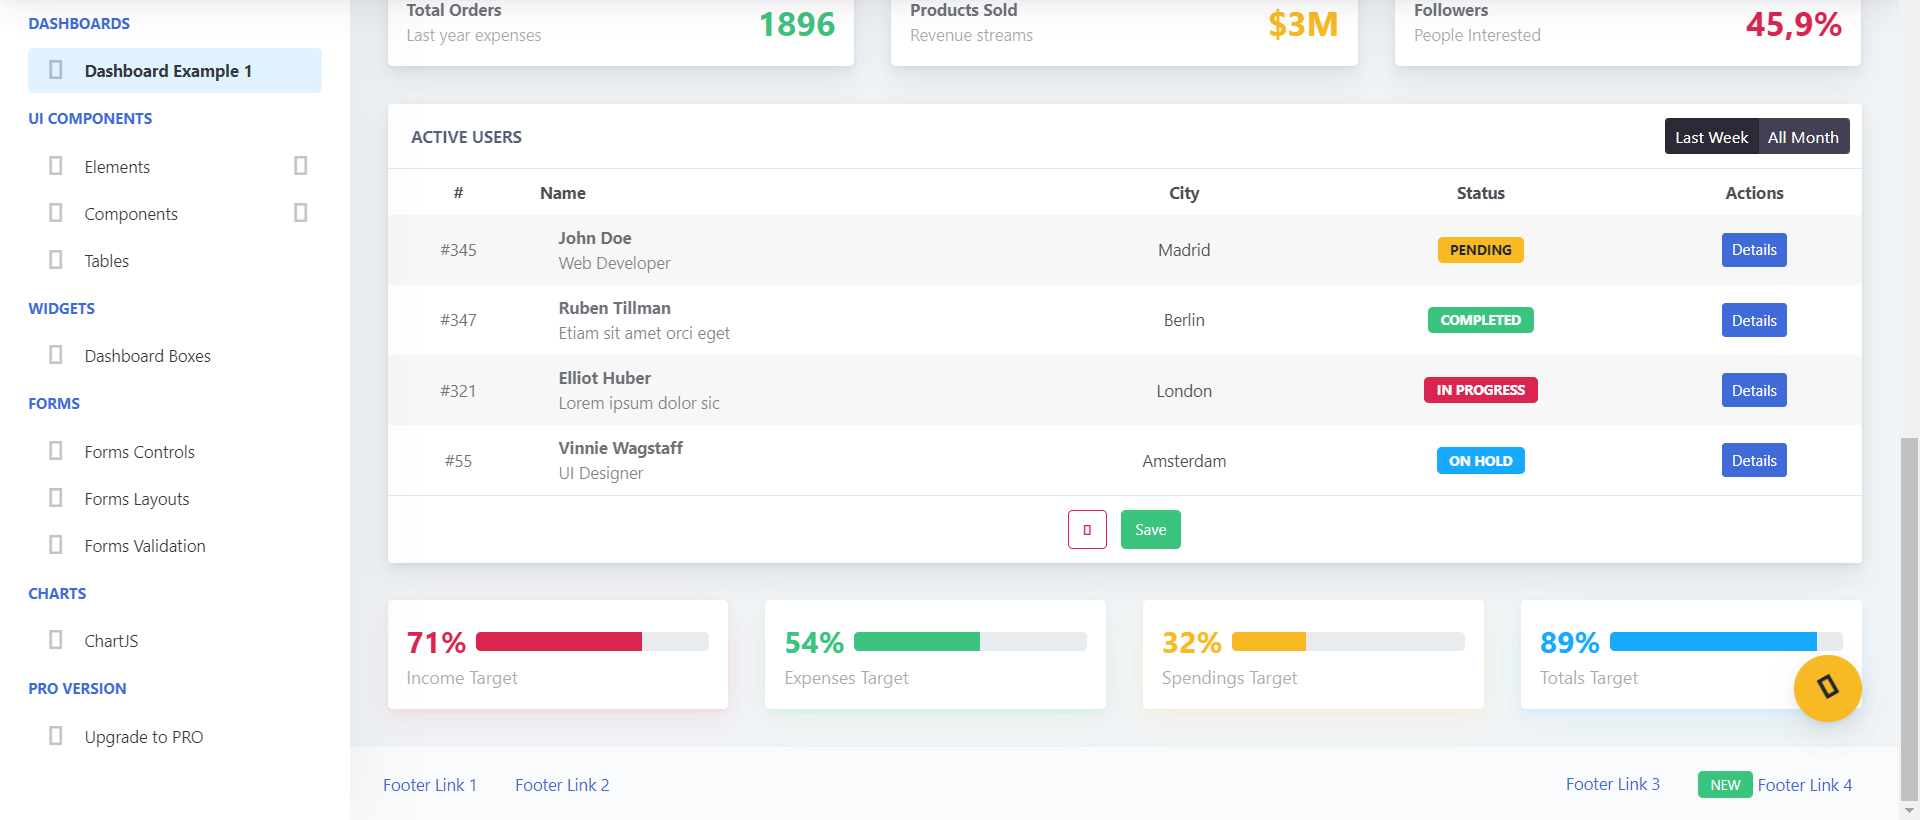 DASHBOARDS
Dashboard Example 1
UI COMPONENTS
Elements
Components
Tables
WIDGETS
Dashboard Boxes
FORMS
Forms Controls
Forms Layouts
Forms Validation
CHARTS
ChartJS
PRO VERSION
Upgrade to PRO
Total Orders
Last year expenses
1896
Products Sold
Revenue streams
$3M
Followers
People Interested
45,9%
ACTIVE USERS
Last Week All Month
# Name City Status Actions
#345 John Doe Madrid PENDING Details
Web Developer
#347 Ruben Tillman Berlin COMPLETED Details
Etiam sit amet orci eget
#321 Elliot Huber London IN PROGRESS Details
Lorem ipsum dolor sic
#55 Vinnie Wagstaff Amsterdam ON HOLD Details
UI Designer
Save
71%
Income Target
54%
Expenses Target
32%
Spendings Target
89%
Totals Target
Footer Link 1 Footer Link 2 Footer Link 3 NEW Footer Link 4